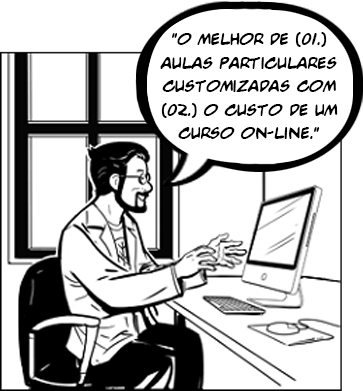 "O MELHOR DE (01.)
AULAS PARTICULARES
CUSTOMIZADAS COM
(02.) O CUSTO DE UM
CURSO ON-LINE."